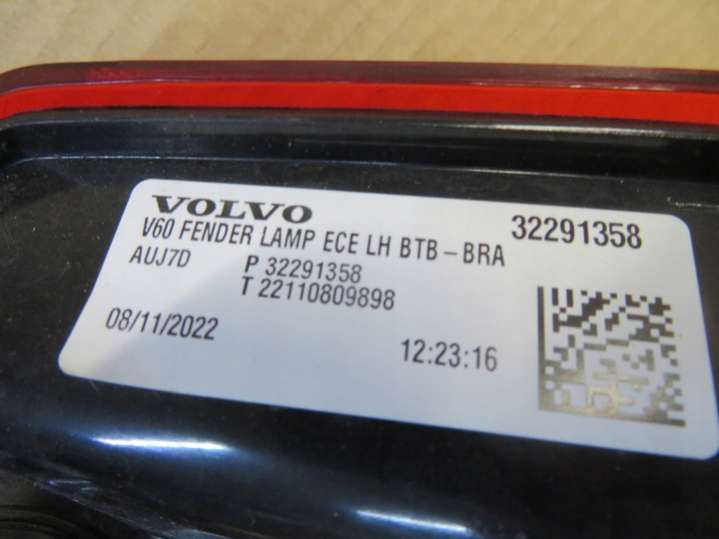 VOLVO
V60 FENDER LAMP ECE LH BTB – BRA 32291358
AUJ7D P 32291358
T 22110809898
08/11/2022 12:23:16